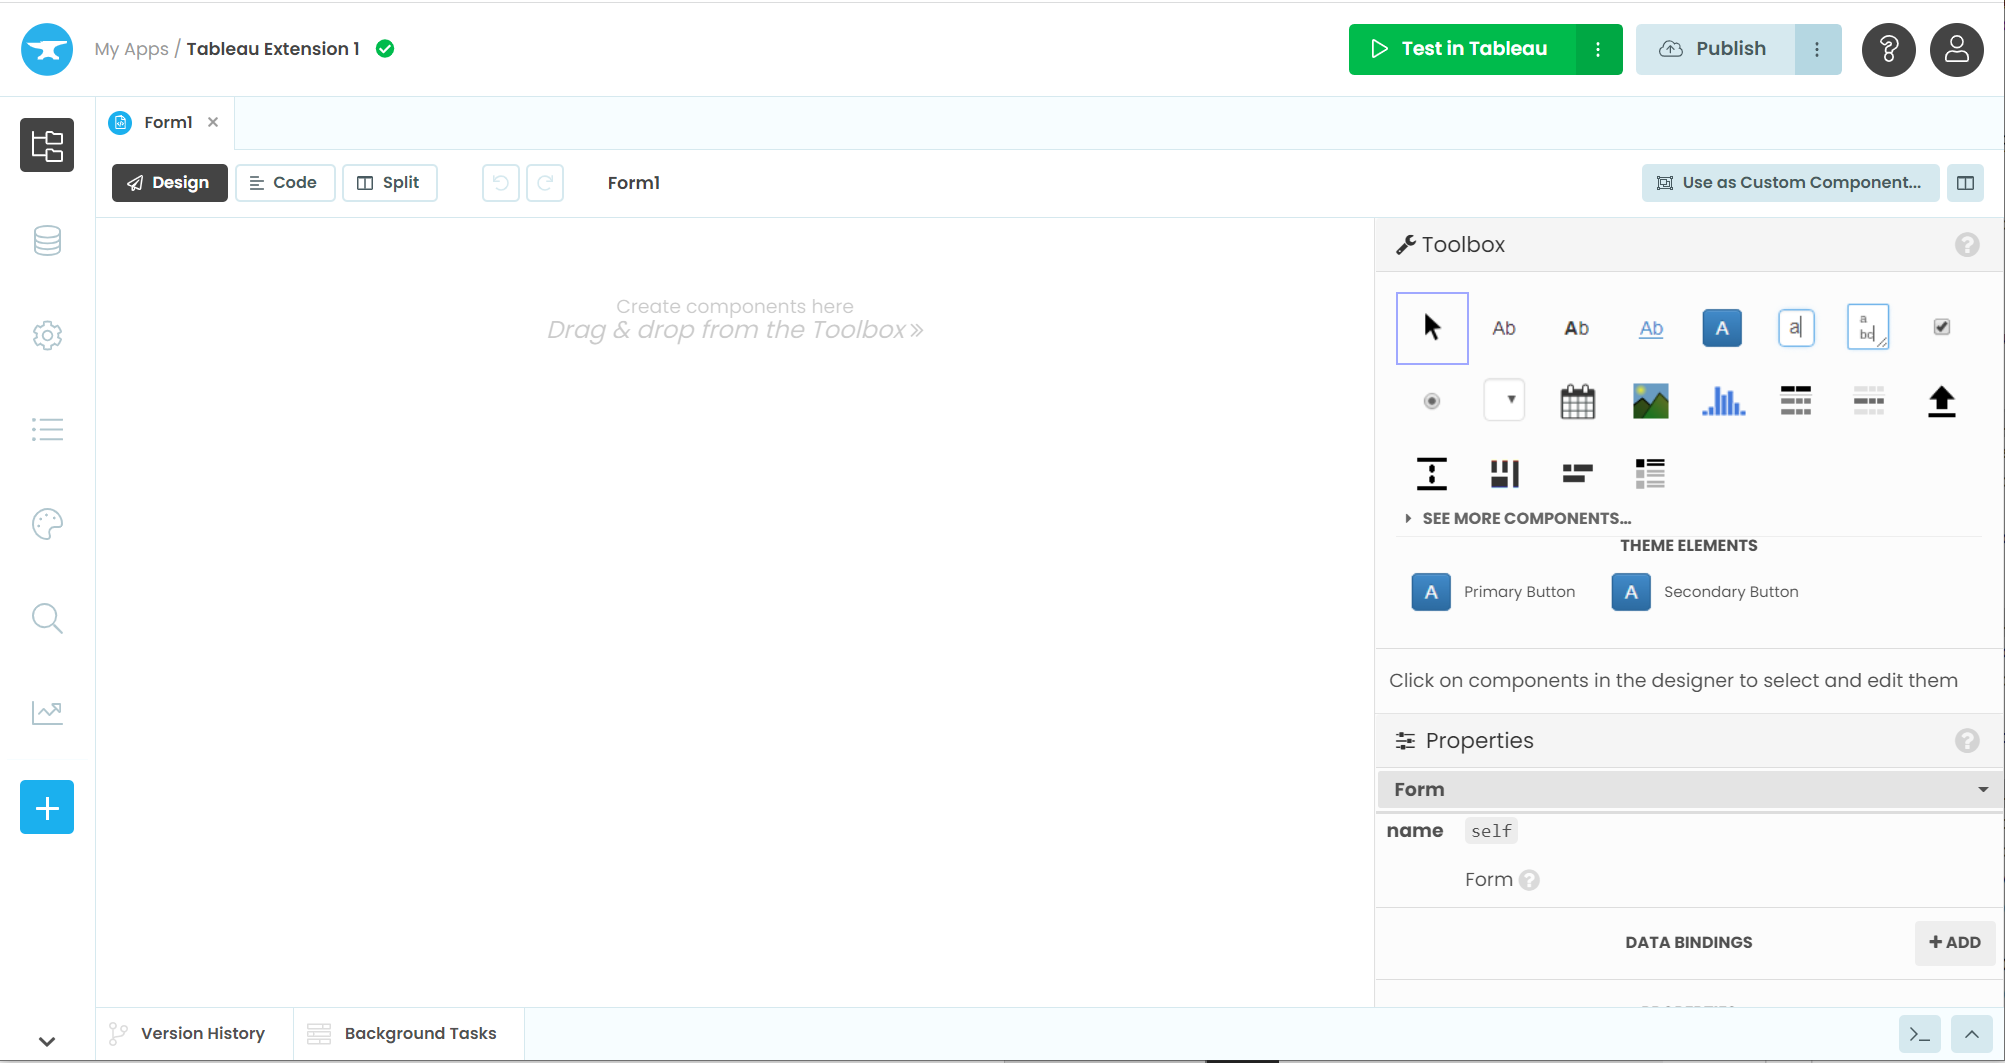 My Apps / Tableau Extension 1
Test in Tableau
Publish
Form1
Design
Code
Split
Form1
Use as Custom Component...
Toolbox
Create components here
Drag & drop from the Toolbox »
Ab
Ab
Ab
A
a
a
bc
SEE MORE COMPONENTS...
THEME ELEMENTS
A Primary Button
A Secondary Button
Click on components in the designer to select and edit them
Properties
Form
name self
Form
DATA BINDINGS
+ ADD
PROPERTIES
Version History
Background Tasks